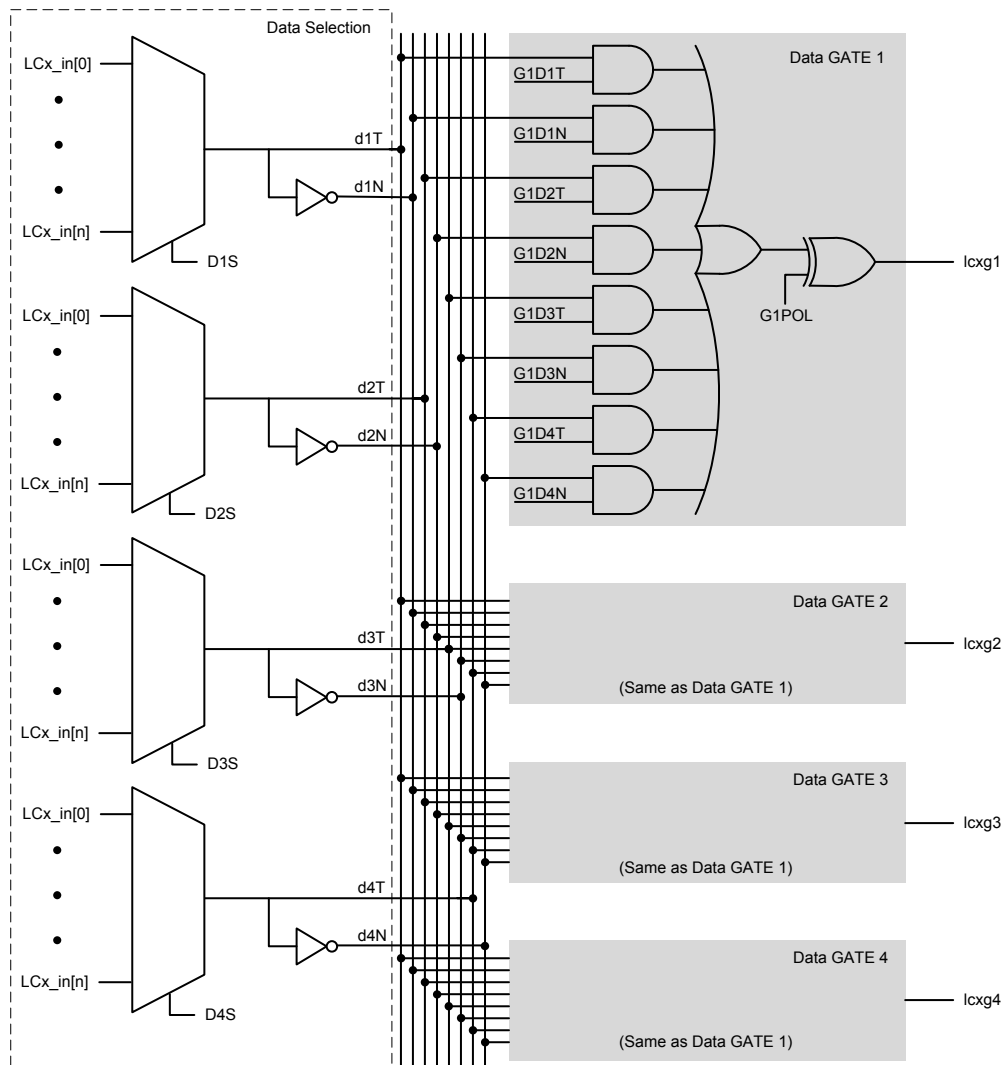 Data Selection
LCx_in[0]
LCx_in[n]
D1S
d1T
d1N
LCx_in[0]
LCx_in[n]
D2S
d2T
d2N
LCx_in[0]
LCx_in[n]
D3S
d3T
d3N
LCx_in[0]
LCx_in[n]
D4S
d4T
d4N
Data GATE 1
G1D1T
G1D1N
G1D2T
G1D2N
G1D3T
G1D3N
G1D4T
G1D4N
G1POL
lcxg1
Data GATE 2
(Same as Data GATE 1)
lcxg2
Data GATE 3
(Same as Data GATE 1)
lcxg3
Data GATE 4
(Same as Data GATE 1)
lcxg4